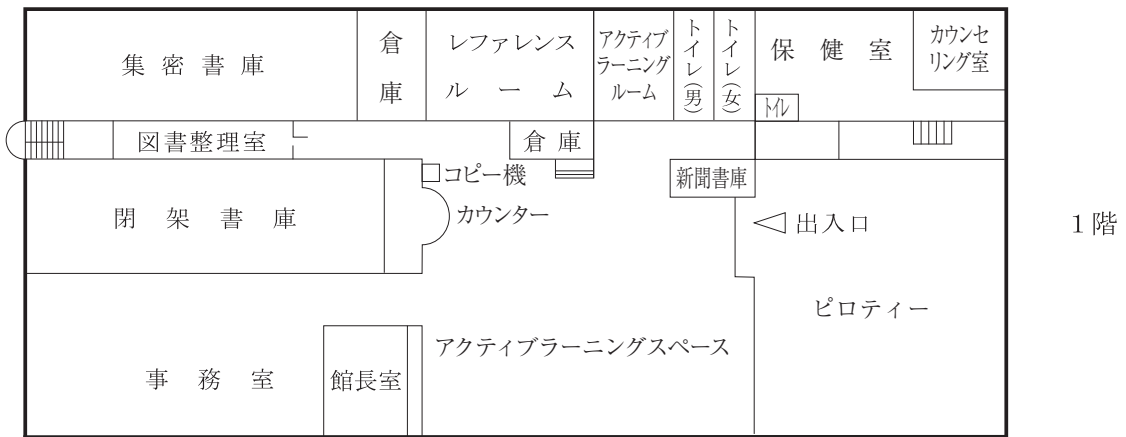 集密書庫
倉
庫
レファレンス
ルーム
アクティブ
ラーニング
ルーム
トイレ(男)
トイレ(女)
保健室
カウンセ
リング室
トイレ
図書整理室
倉庫
コピー機
新聞書庫
閉架書庫
カウンター
出入口
1階
ピロティー
アクティブラーニングスペース
事務室
館長室